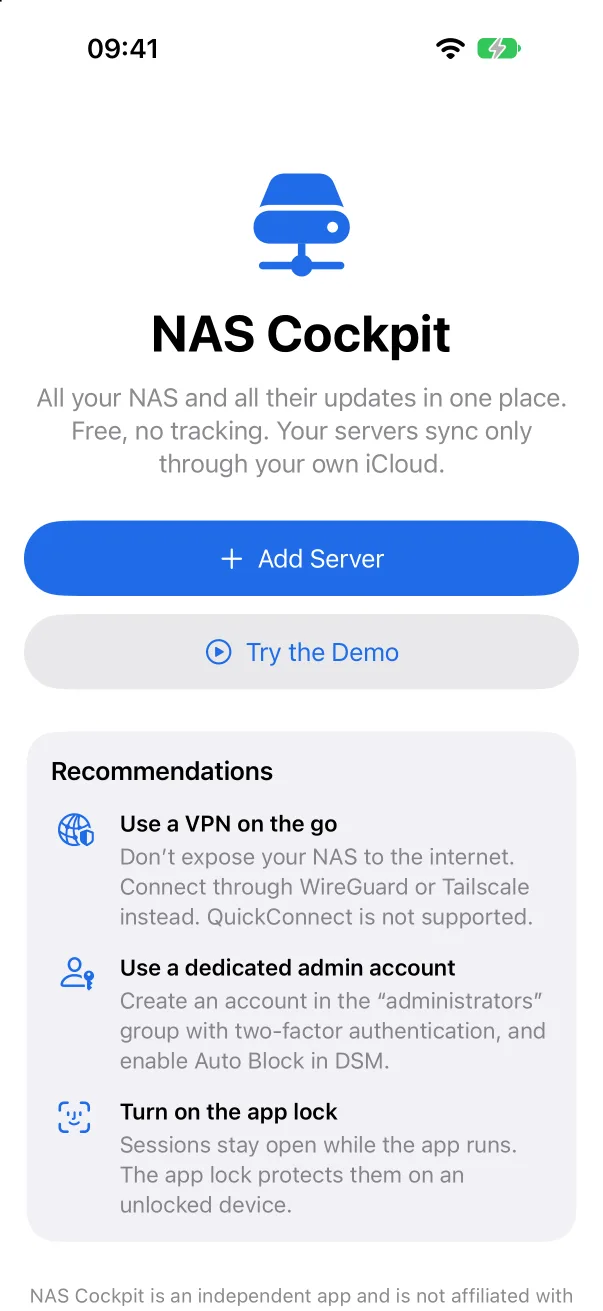 09:41
NAS Cockpit
All your NAS and all their updates in one place.
Free, no tracking. Your servers sync only
through your own iCloud.
Add Server
Try the Demo
Recommendations
Use a VPN on the go
Don’t expose your NAS to the internet.
Connect through WireGuard or Tailscale
instead. QuickConnect is not supported.
Use a dedicated admin account
Create an account in the “administrators”
group with two-factor authentication, and
enable Auto Block in DSM.
Turn on the app lock
Sessions stay open while the app runs.
The app lock protects them on an
unlocked device.
NAS Cockpit is an independent app and is not affiliated with